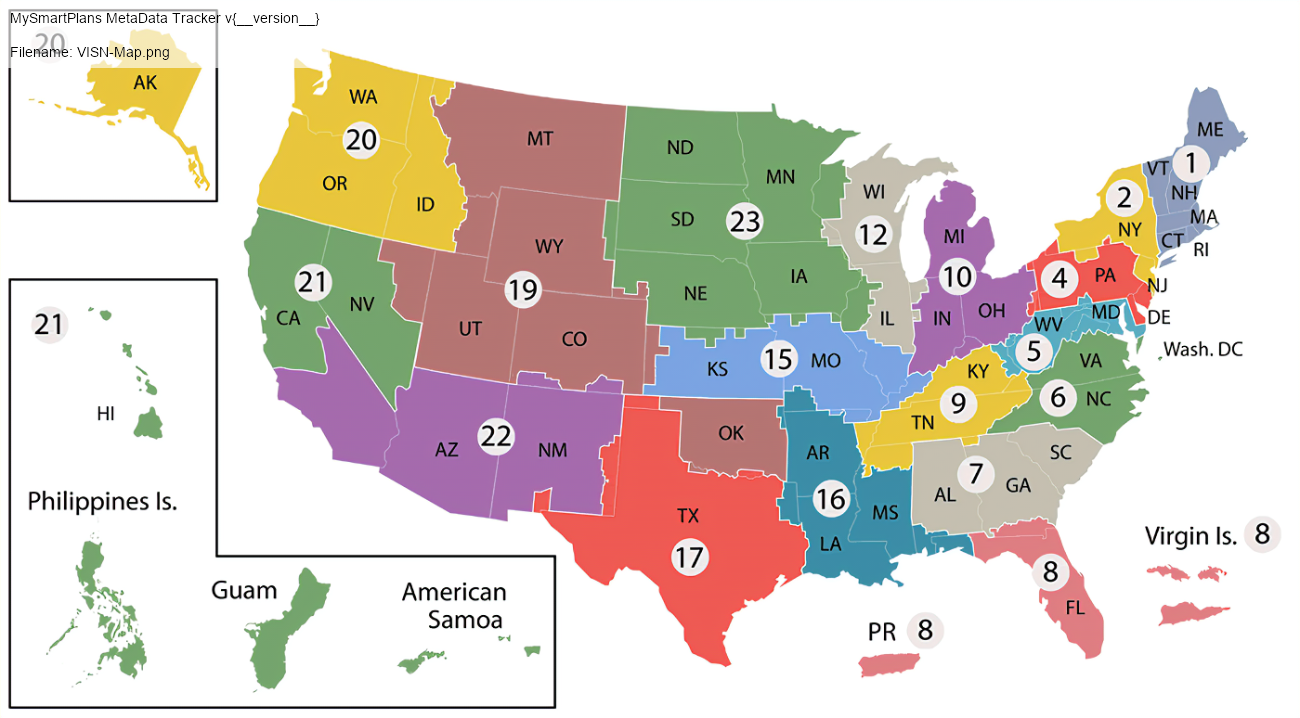 MySmartPlans MetaData Tracker v{__version__}
20
Filename: VISN-Map.png
AK
WA
20
OR
ID
MT
ND
MN
SD
23
WI
12
MI
10
ME
VT
1
NH
2
NY
MA
CT
RI
4
PA
NJ
DE
21
NV
CA
WY
19
UT
CO
NE
IA
IL
IN
OH
WV
MD
5
Wash. DC
VA
6
NC
KS
15
MO
KY
9
TN
21
HI
22
AZ
NM
OK
AR
16
MS
LA
7
AL
GA
SC
TX
17
8
FL
Philippines Is.
Guam
American
Samoa
Virgin Is. 8
PR 8